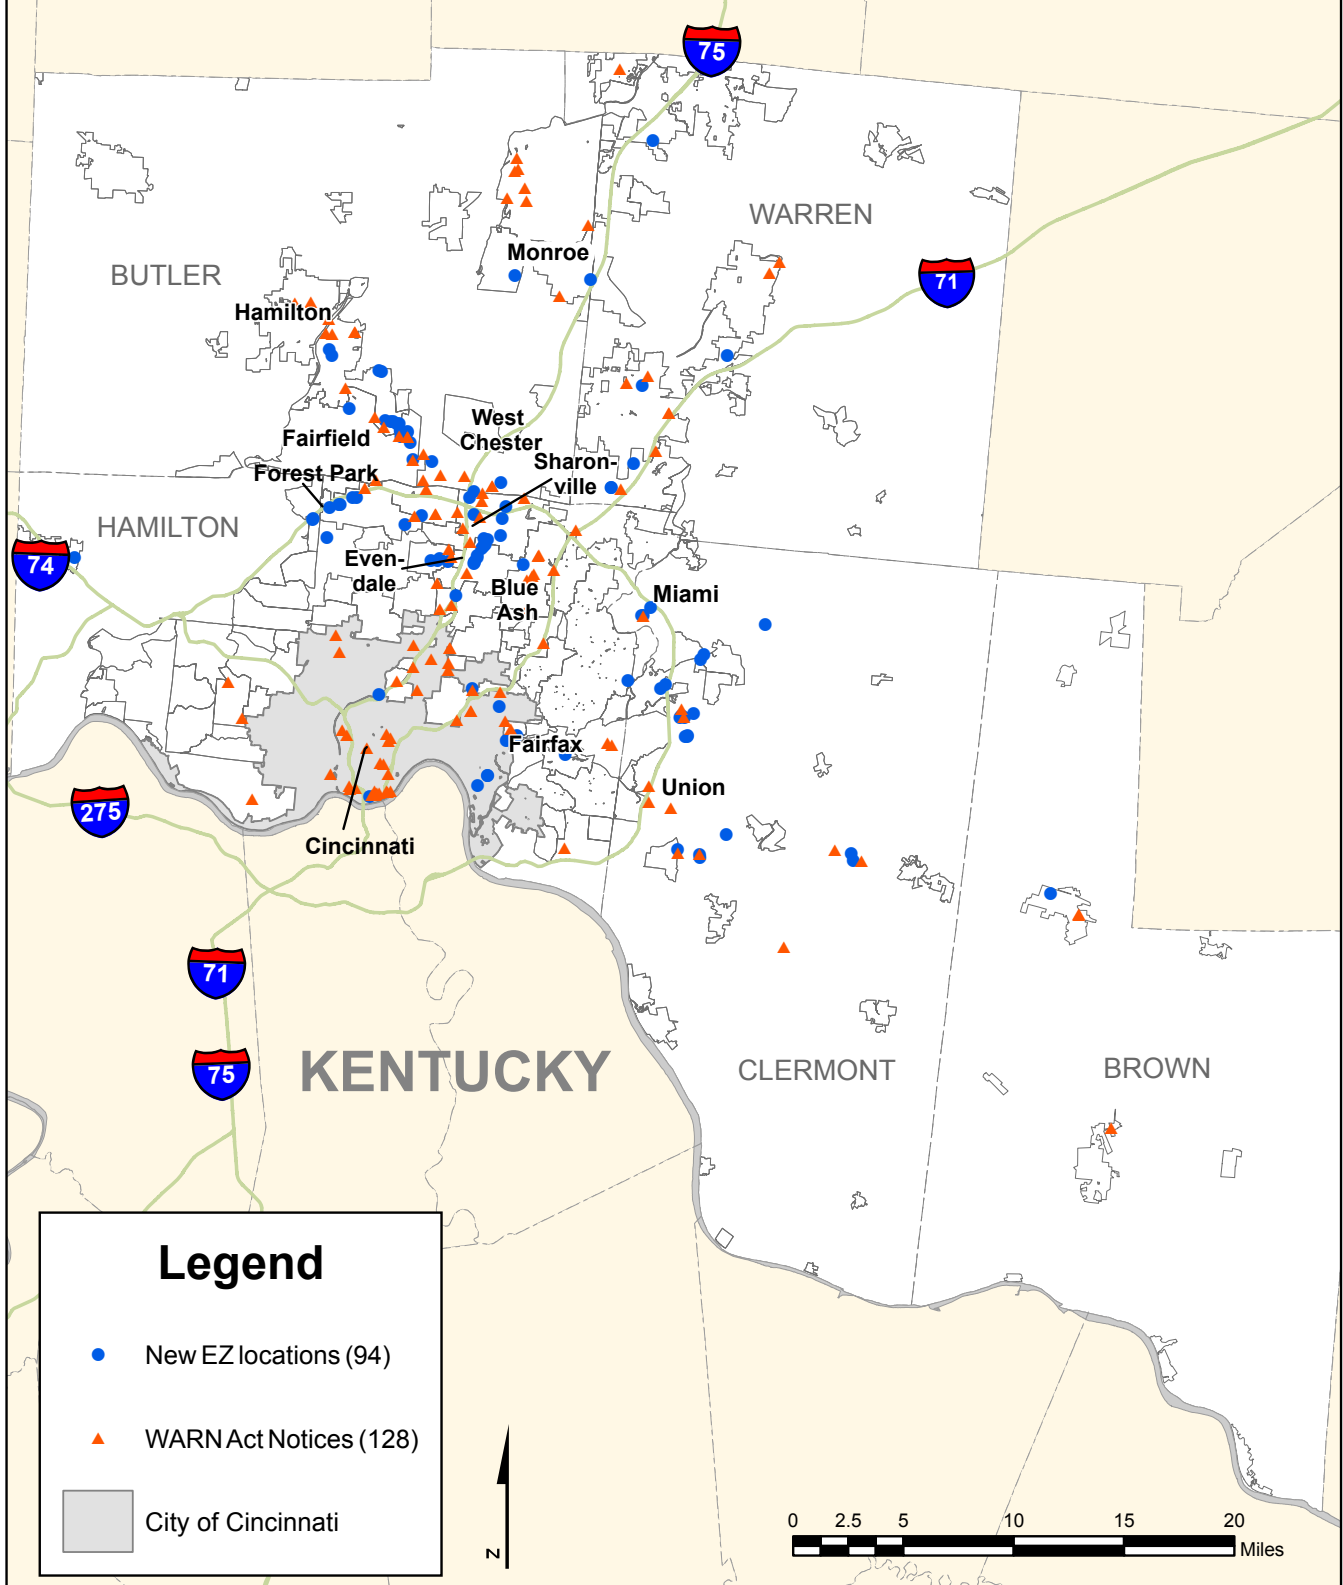 75
WARREN
Monroe
BUTLER
71
Hamilton
West
Chester
Fairfield
Sharon-
ville
Forest Park
HAMILTON
74
Even-
dale
Blue
Ash
Miami
Fairfax
Union
275
Cincinnati
71
KENTUCKY
75
CLERMONT
BROWN
Legend
New EZ locations (94)
WARN Act Notices (128)
City of Cincinnati
N
0 2.5 5 10 15 20
Miles